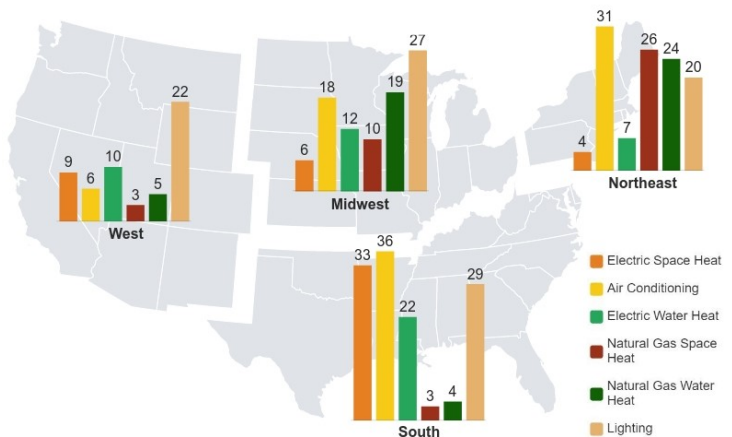 9
6
10
3
5
22
West
6
18
12
10
19
27
Midwest
4
31
7
26
24
20
Northeast
33
36
22
3
4
29
South
Electric Space Heat
Air Conditioning
Electric Water Heat
Natural Gas Space
Heat
Natural Gas Water
Heat
Lighting